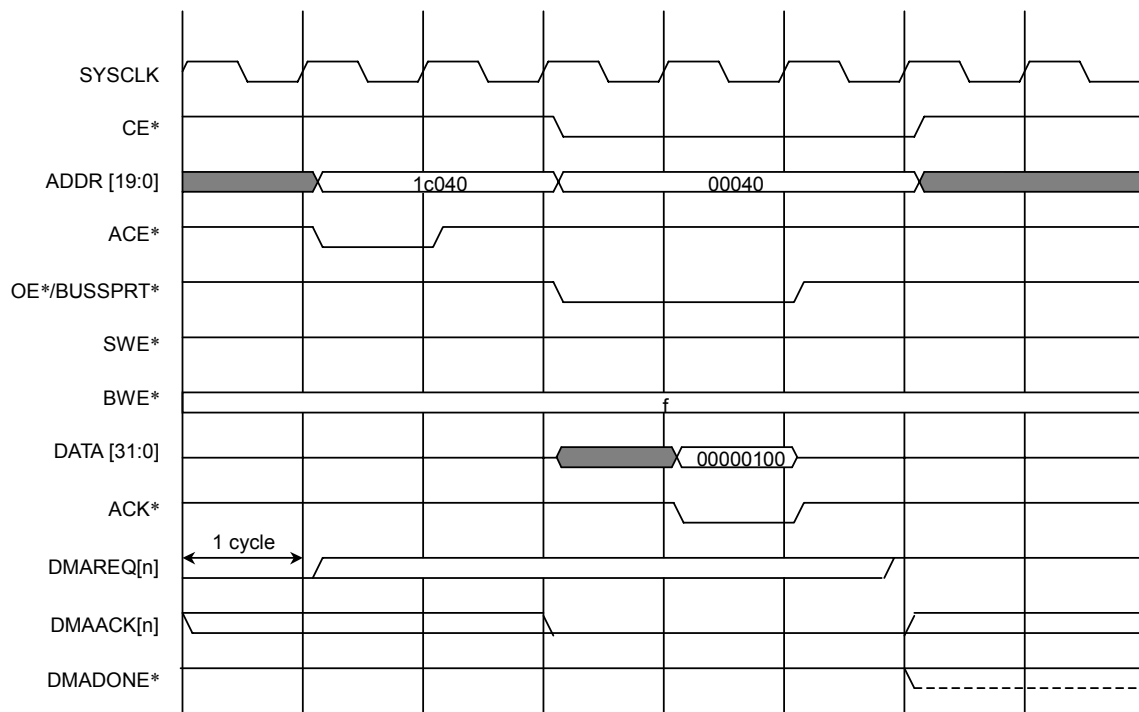 SYSCLK
CE*
ADDR [19:0]
1c040
00040
ACE*
OE*/BUSSPRT*
SWE*
BWE*
f
DATA [31:0]
00000100
ACK*
1 cycle
DMAREQ[n]
DMAACK[n]
DMADONE*